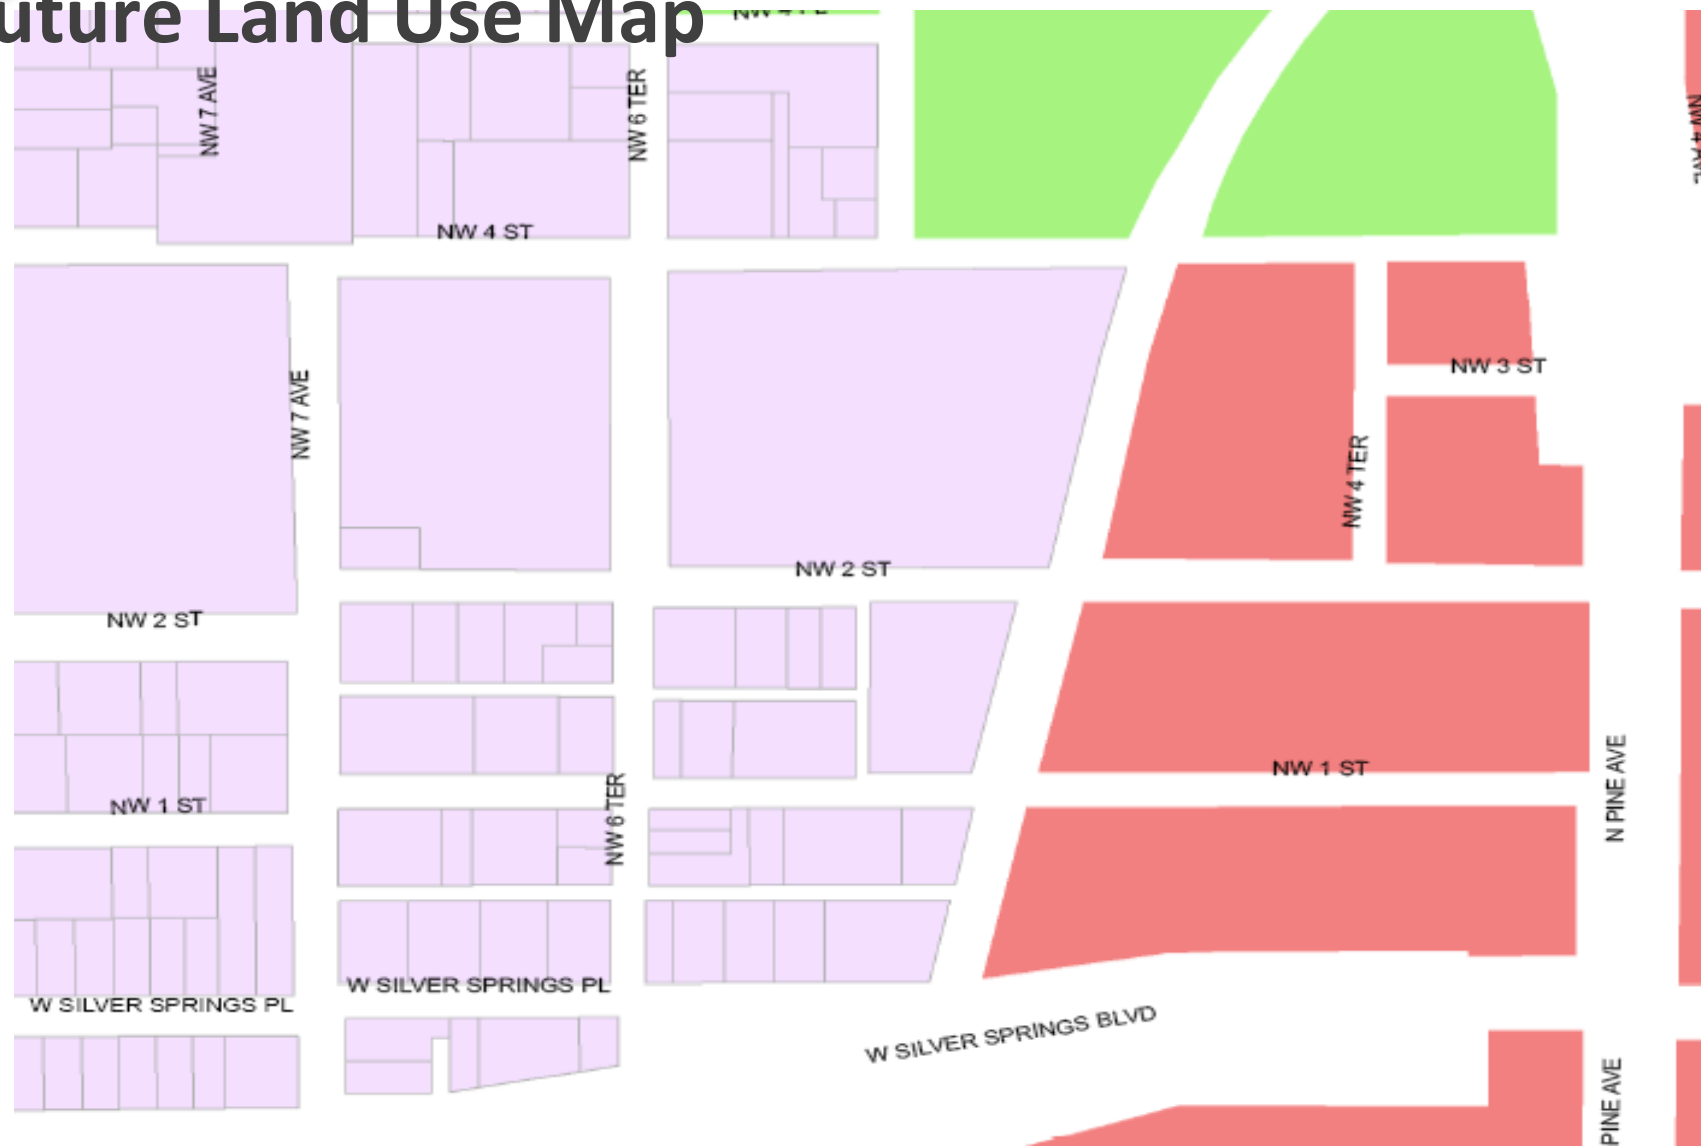 uture Land Use Map
NW 7 AVE
NW 6 TER
NW 4 ST
NW 3 ST
NW 7 AVE
NW 4 TER
NW 2 ST
NW 2 ST
N PINE AVE
NW 1 ST
NW 1 ST
NW 6 TER
W SILVER SPRINGS PL
W SILVER SPRINGS PL
W SILVER SPRINGS BLVD
PINE AVE